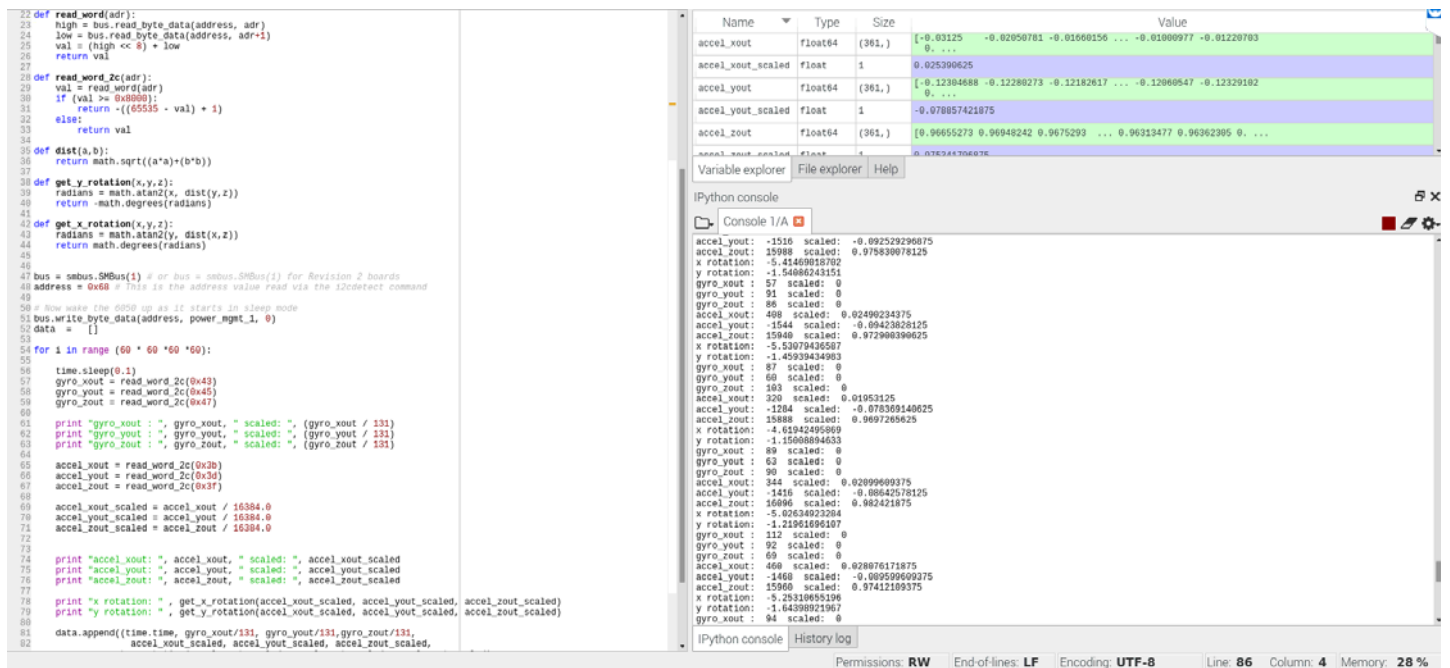 22 def read_word(adr):
23     high = bus.read_byte_data(address, adr)
24     low = bus.read_byte_data(address, adr+1)
25     val = (high << 8) + low
26     return val
27
28 def read_word_2c(adr):
29     val = read_word(adr)
30     if (val >= 0x8000):
31         return -((65535 - val) + 1)
32     else:
33         return val
34
35 def dist(a,b):
36     return math.sqrt((a*a)+(b*b))
37
38 def get_y_rotation(x,y,z):
39     radians = math.atan2(x, dist(y,z))
40     return -math.degrees(radians)
41
42 def get_x_rotation(x,y,z):
43     radians = math.atan2(y, dist(x,z))
44     return math.degrees(radians)
45
46
47 bus = smbus.SMBus(1) # or bus = smbus.SMBus(1) for Revision 2 boards
48 address = 0x68 # This is the address value read via the i2cdetect command
49
50 # Now wake the 6050 up as it starts in sleep mode
51 bus.write_byte_data(address, power_mgmt_1, 0)
52 data  =  []
53
54 for i in range (60 * 60 *60 *60):
55
56     time.sleep(0.1)
57     gyro_xout = read_word_2c(0x43)
58     gyro_yout = read_word_2c(0x45)
59     gyro_zout = read_word_2c(0x47)
60
61     print "gyro_xout : ", gyro_xout, " scaled: ", (gyro_xout / 131)
62     print "gyro_yout : ", gyro_yout, " scaled: ", (gyro_yout / 131)
63     print "gyro_zout : ", gyro_zout, " scaled: ", (gyro_zout / 131)
64
65     accel_xout = read_word_2c(0x3b)
66     accel_yout = read_word_2c(0x3d)
67     accel_zout = read_word_2c(0x3f)
68
69     accel_xout_scaled = accel_xout / 16384.0
70     accel_yout_scaled = accel_yout / 16384.0
71     accel_zout_scaled = accel_zout / 16384.0
72
73
74     print "accel_xout: ", accel_xout, " scaled: ", accel_xout_scaled
75     print "accel_yout: ", accel_yout, " scaled: ", accel_yout_scaled
76     print "accel_zout: ", accel_zout, " scaled: ", accel_zout_scaled
77
78     print "x rotation: " , get_x_rotation(accel_xout_scaled, accel_yout_scaled, accel_zout_scaled)
79     print "y rotation: " , get_y_rotation(accel_xout_scaled, accel_yout_scaled, accel_zout_scaled)
80
81     data.append((time.time, gyro_xout/131, gyro_yout/131,gyro_zout/131,
82                  accel_xout_scaled, accel_yout_scaled, accel_zout_scaled,
Name Type Size Value
accel_xout float64 (361,) [-0.03125 -0.02050781 -0.01660156 ... -0.01000977 -0.01220703
0. ...
accel_xout_scaled float 1 0.025390625
accel_yout float64 (361,) [-0.12304688 -0.12280273 -0.12182617 ... -0.12060547 -0.12329102
0. ...
accel_yout_scaled float 1 -0.078857421875
accel_zout float64 (361,) [0.96655273 0.96948242 0.9675293 ... 0.96313477 0.96362305 0. ...
accel_zout_scaled float 1 0.975341796875
Variable explorer File explorer Help
IPython console
Console 1/A
accel_yout:  -1516  scaled:  -0.092529296875
accel_zout:  15988  scaled:  0.975830078125
x rotation:  -5.41469018702
y rotation:  -1.54086243151
gyro_xout :  57  scaled:  0
gyro_yout :  91  scaled:  0
gyro_zout :  86  scaled:  0
accel_xout:  408  scaled:  0.02490234375
accel_yout:  -1544  scaled:  -0.09423828125
accel_zout:  15940  scaled:  0.972900390625
x rotation:  -5.53079436587
y rotation:  -1.45939434983
gyro_xout :  87  scaled:  0
gyro_yout :  60  scaled:  0
gyro_zout :  103  scaled:  0
accel_xout:  320  scaled:  0.01953125
accel_yout:  -1284  scaled:  -0.078369140625
accel_zout:  15888  scaled:  0.9697265625
x rotation:  -4.61942495069
y rotation:  -1.15008894633
gyro_xout :  89  scaled:  0
gyro_yout :  63  scaled:  0
gyro_zout :  90  scaled:  0
accel_xout:  344  scaled:  0.02099609375
accel_yout:  -1416  scaled:  -0.08642578125
accel_zout:  16096  scaled:  0.982421875
x rotation:  -5.02634923284
y rotation:  -1.21961696107
gyro_xout :  112  scaled:  0
gyro_yout :  92  scaled:  0
gyro_zout :  69  scaled:  0
accel_xout:  460  scaled:  0.028076171875
accel_yout:  -1468  scaled:  -0.089599609375
accel_zout:  15960  scaled:  0.97412109375
x rotation:  -5.25310655196
y rotation:  -1.64398921967
gyro_xout :  94  scaled:  0
IPython console History log
Permissions: RW End-of-lines: LF Encoding: UTF-8 Line: 86 Column: 4 Memory: 28 %